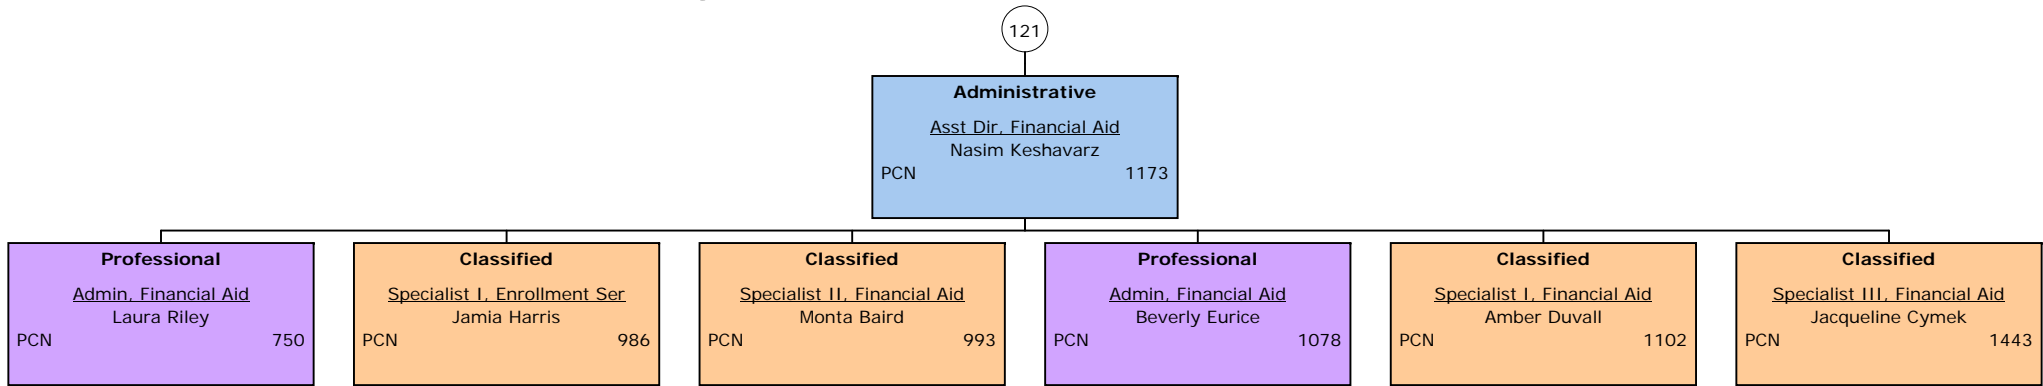 121
Administrative
Asst Dir, Financial Aid
Nasim Keshavarz
PCN 1173
Professional
Admin, Financial Aid
Laura Riley
PCN 750
Classified
Specialist I, Enrollment Ser
Jamia Harris
PCN 986
Classified
Specialist II, Financial Aid
Monta Baird
PCN 993
Professional
Admin, Financial Aid
Beverly Eurice
PCN 1078
Classified
Specialist I, Financial Aid
Amber Duvall
PCN 1102
Classified
Specialist III, Financial Aid
Jacqueline Cymek
PCN 1443